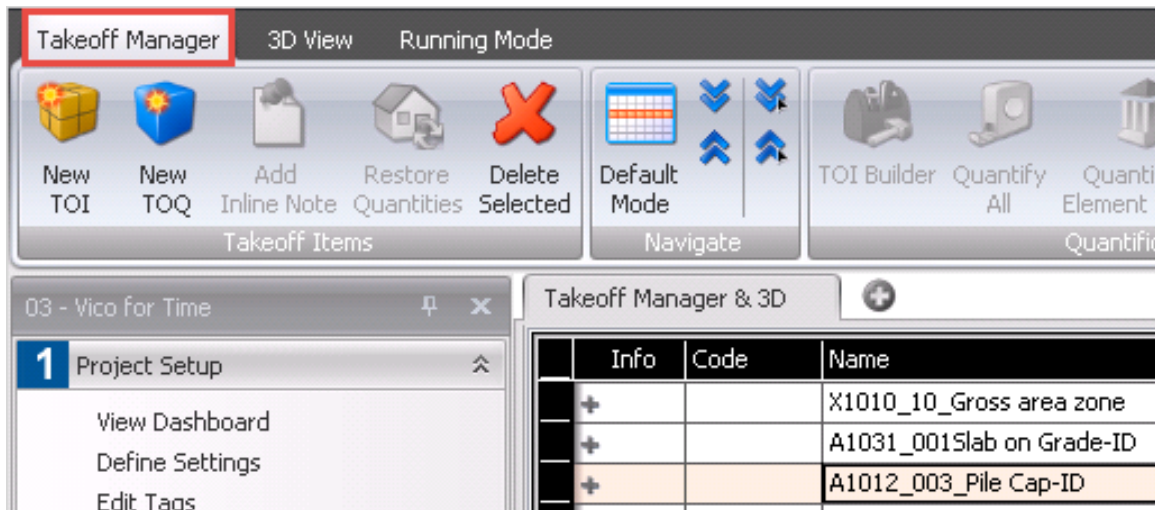 Takeoff Manager 3D View Running Mode
New TOI
New TOQ
Add Inline Note
Restore Quantities
Delete Selected
Default Mode
TOI Builder
Quantify All
Element
Takeoff Items
Navigate
03 - Vico for Time
1 Project Setup
View Dashboard
Define Settings
Edit Tags
Takeoff Manager & 3D
Info Code Name
X1010_10_Gross area zone
A1031_001Slab on Grade-ID
A1012_003_Pile Cap-ID